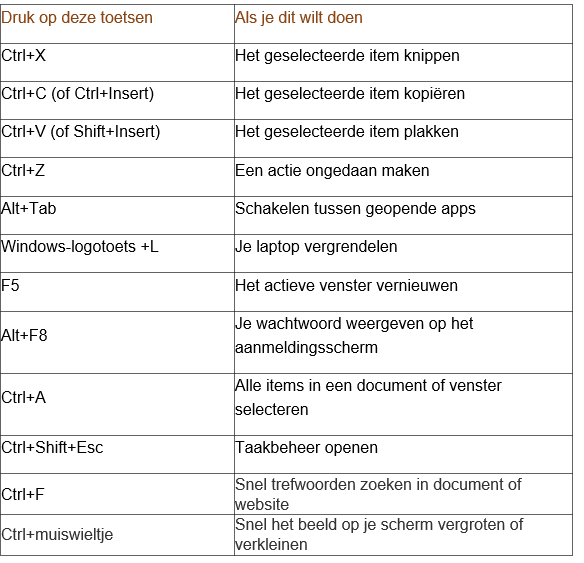 Druk op deze toetsen Als je dit wilt doen
Ctrl+X Het geselecteerde item knippen
Ctrl+C (of Ctrl+Insert) Het geselecteerde item kopiëren
Ctrl+V (of Shift+Insert) Het geselecteerde item plakken
Ctrl+Z Een actie ongedaan maken
Alt+Tab Schakelen tussen geopende apps
Windows-logotoets +L Je laptop vergrendelen
F5 Het actieve venster vernieuwen
Alt+F8 Je wachtwoord weergeven op het
aanmeldingsscherm
Ctrl+A Alle items in een document of venster
selecteren
Ctrl+Shift+Esc Taakbeheer openen
Ctrl+F Snel trefwoorden zoeken in document of
website
Ctrl+muiswieltje Snel het beeld op je scherm vergroten of
verkleinen